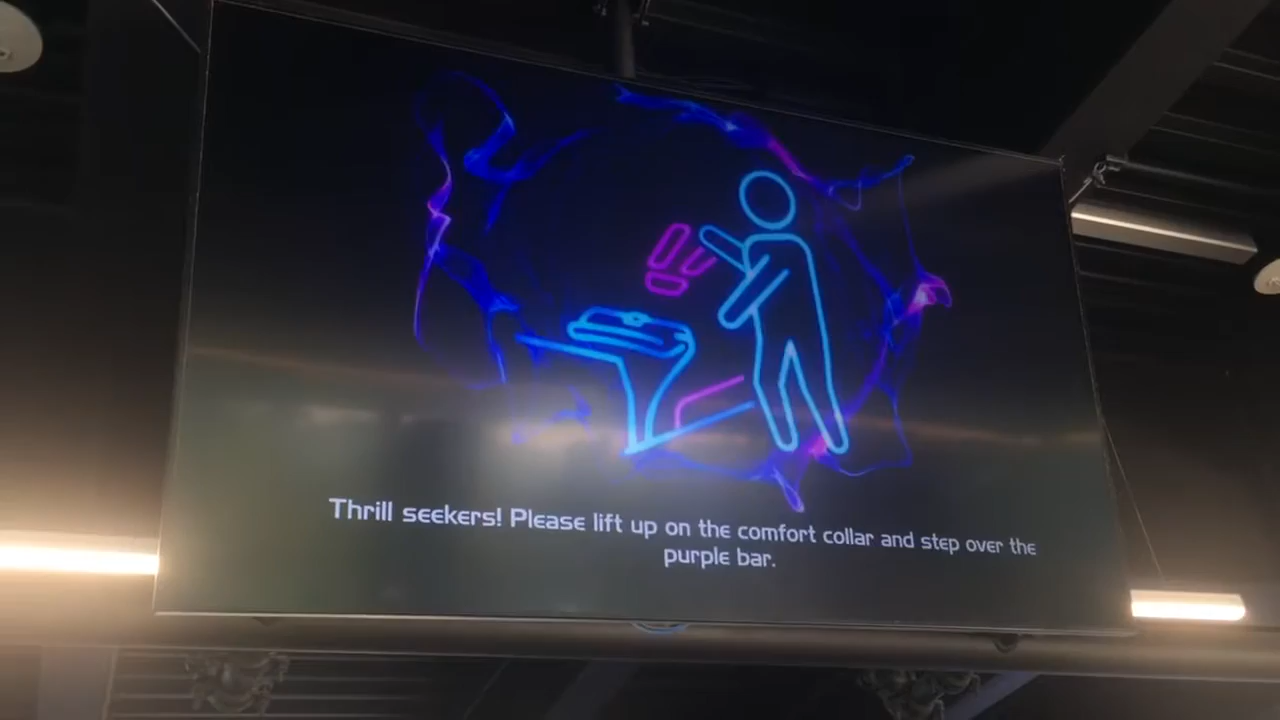 Thrill seekers! Please lift up on the comfort collar and step over the
purple bar.